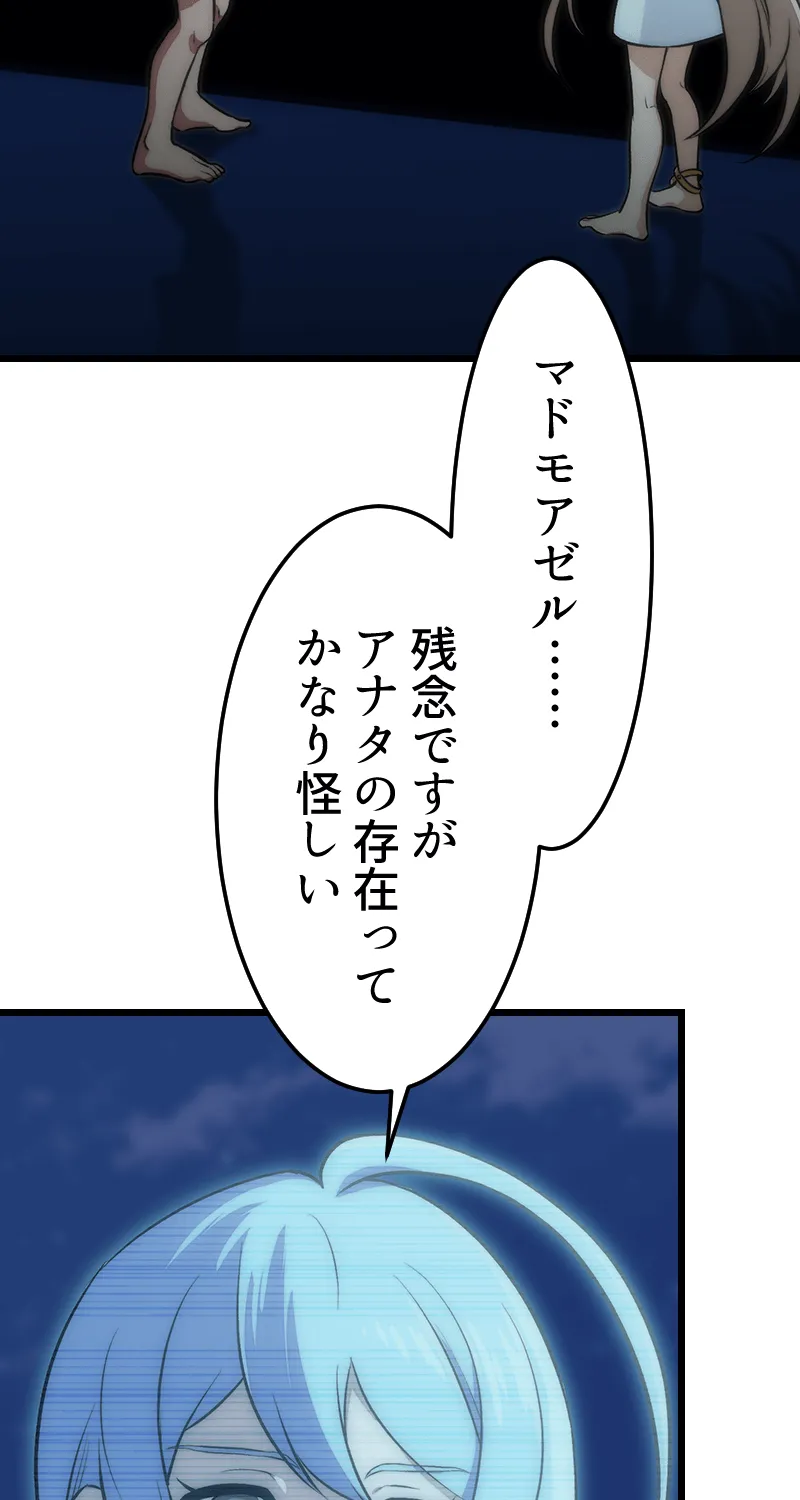 マドモアゼル……
残念ですが
アナタの存在って
かなり怪しい